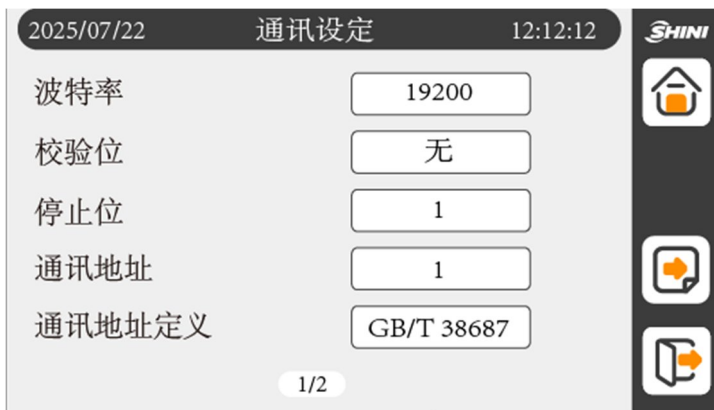 2025/07/22 通讯设定 12:12:12 SHINI
波特率 19200
校验位 无
停止位 1
通讯地址 1
通讯地址定义 GB/T 38687
1/2